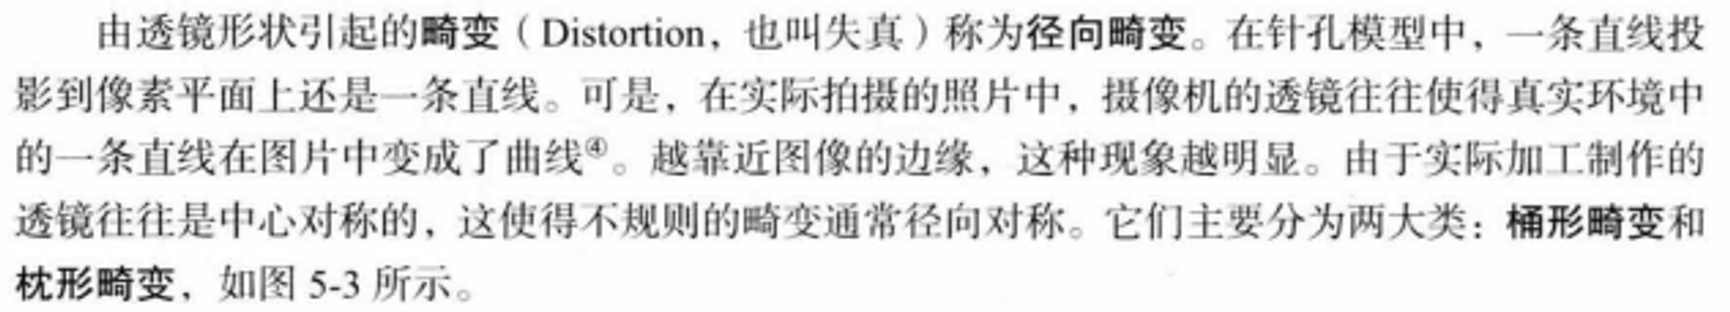 由透镜形状引起的畸变（Distortion，也叫失真）称为径向畸变。在针孔模型中，一条直线投
影到像素平面上还是一条直线。可是，在实际拍摄的照片中，摄像机的透镜往往使得真实环境中
的一条直线在图片中变成了曲线④。越靠近图像的边缘，这种现象越明显。由于实际加工制作的
透镜往往是中心对称的，这使得不规则的畸变通常径向对称。它们主要分为两大类：桶形畸变和
枕形畸变，如图 5-3 所示。